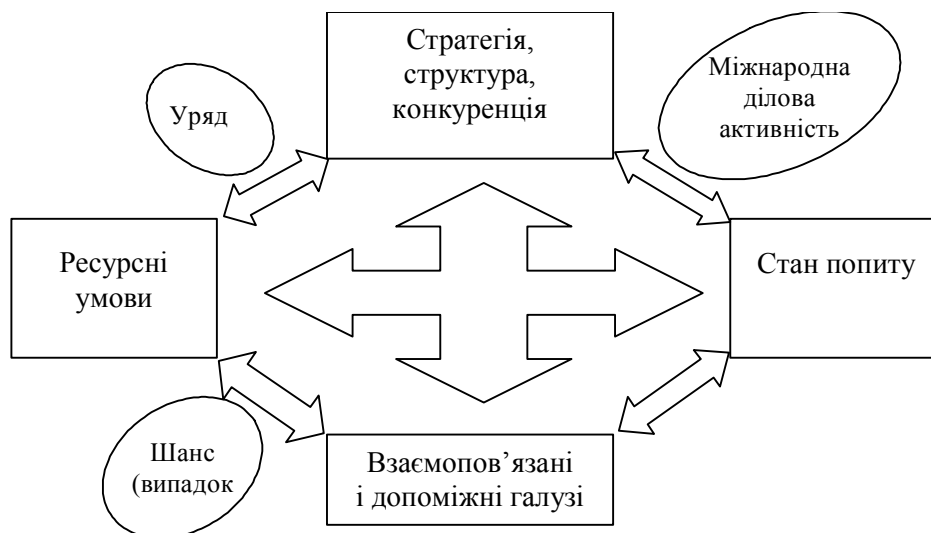 Стратегія,
структура,
конкуренція
Міжнародна
ділова
активність
Уряд
Ресурсні
умови
Стан попиту
Шанс
(випадок
Взаємопов’язані
і допоміжні галузі